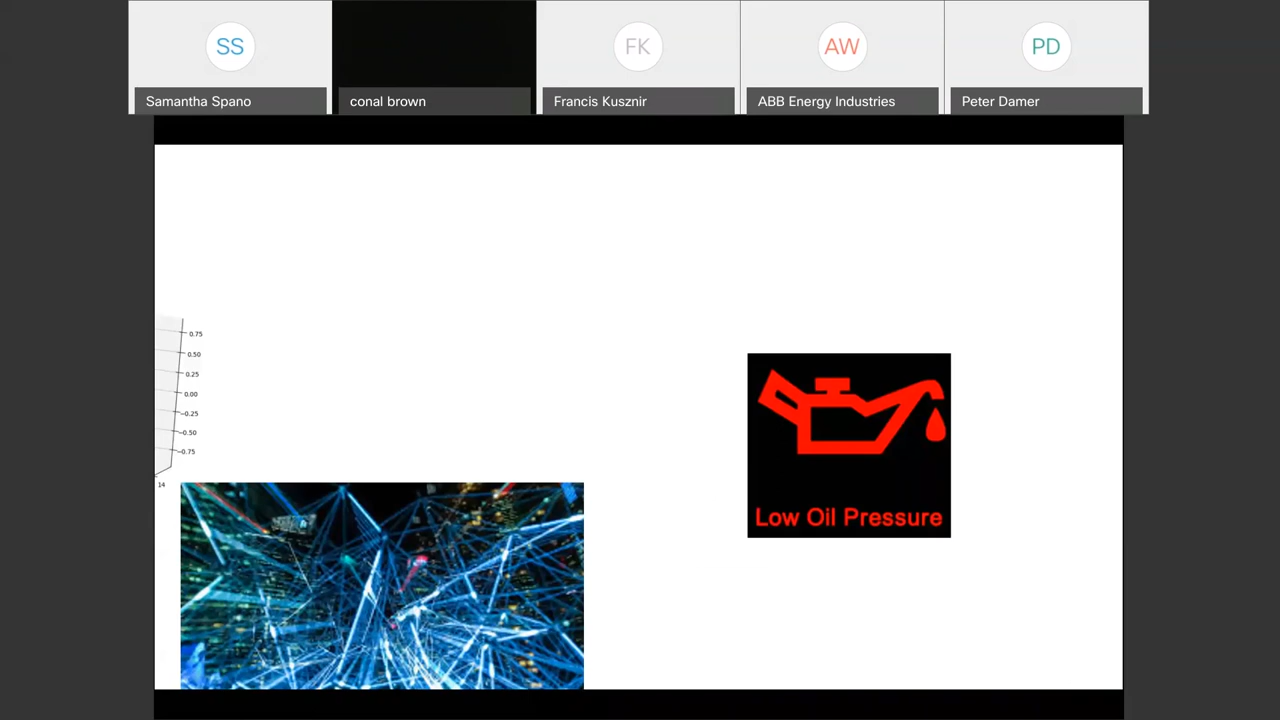 SS
FK
AW
PD
Samantha Spano
conal brown
Francis Kusznir
ABB Energy Industries
Peter Damer
0.75
0.50
0.25
0.00
−0.25
−0.50
−0.75
14
Low Oil Pressure